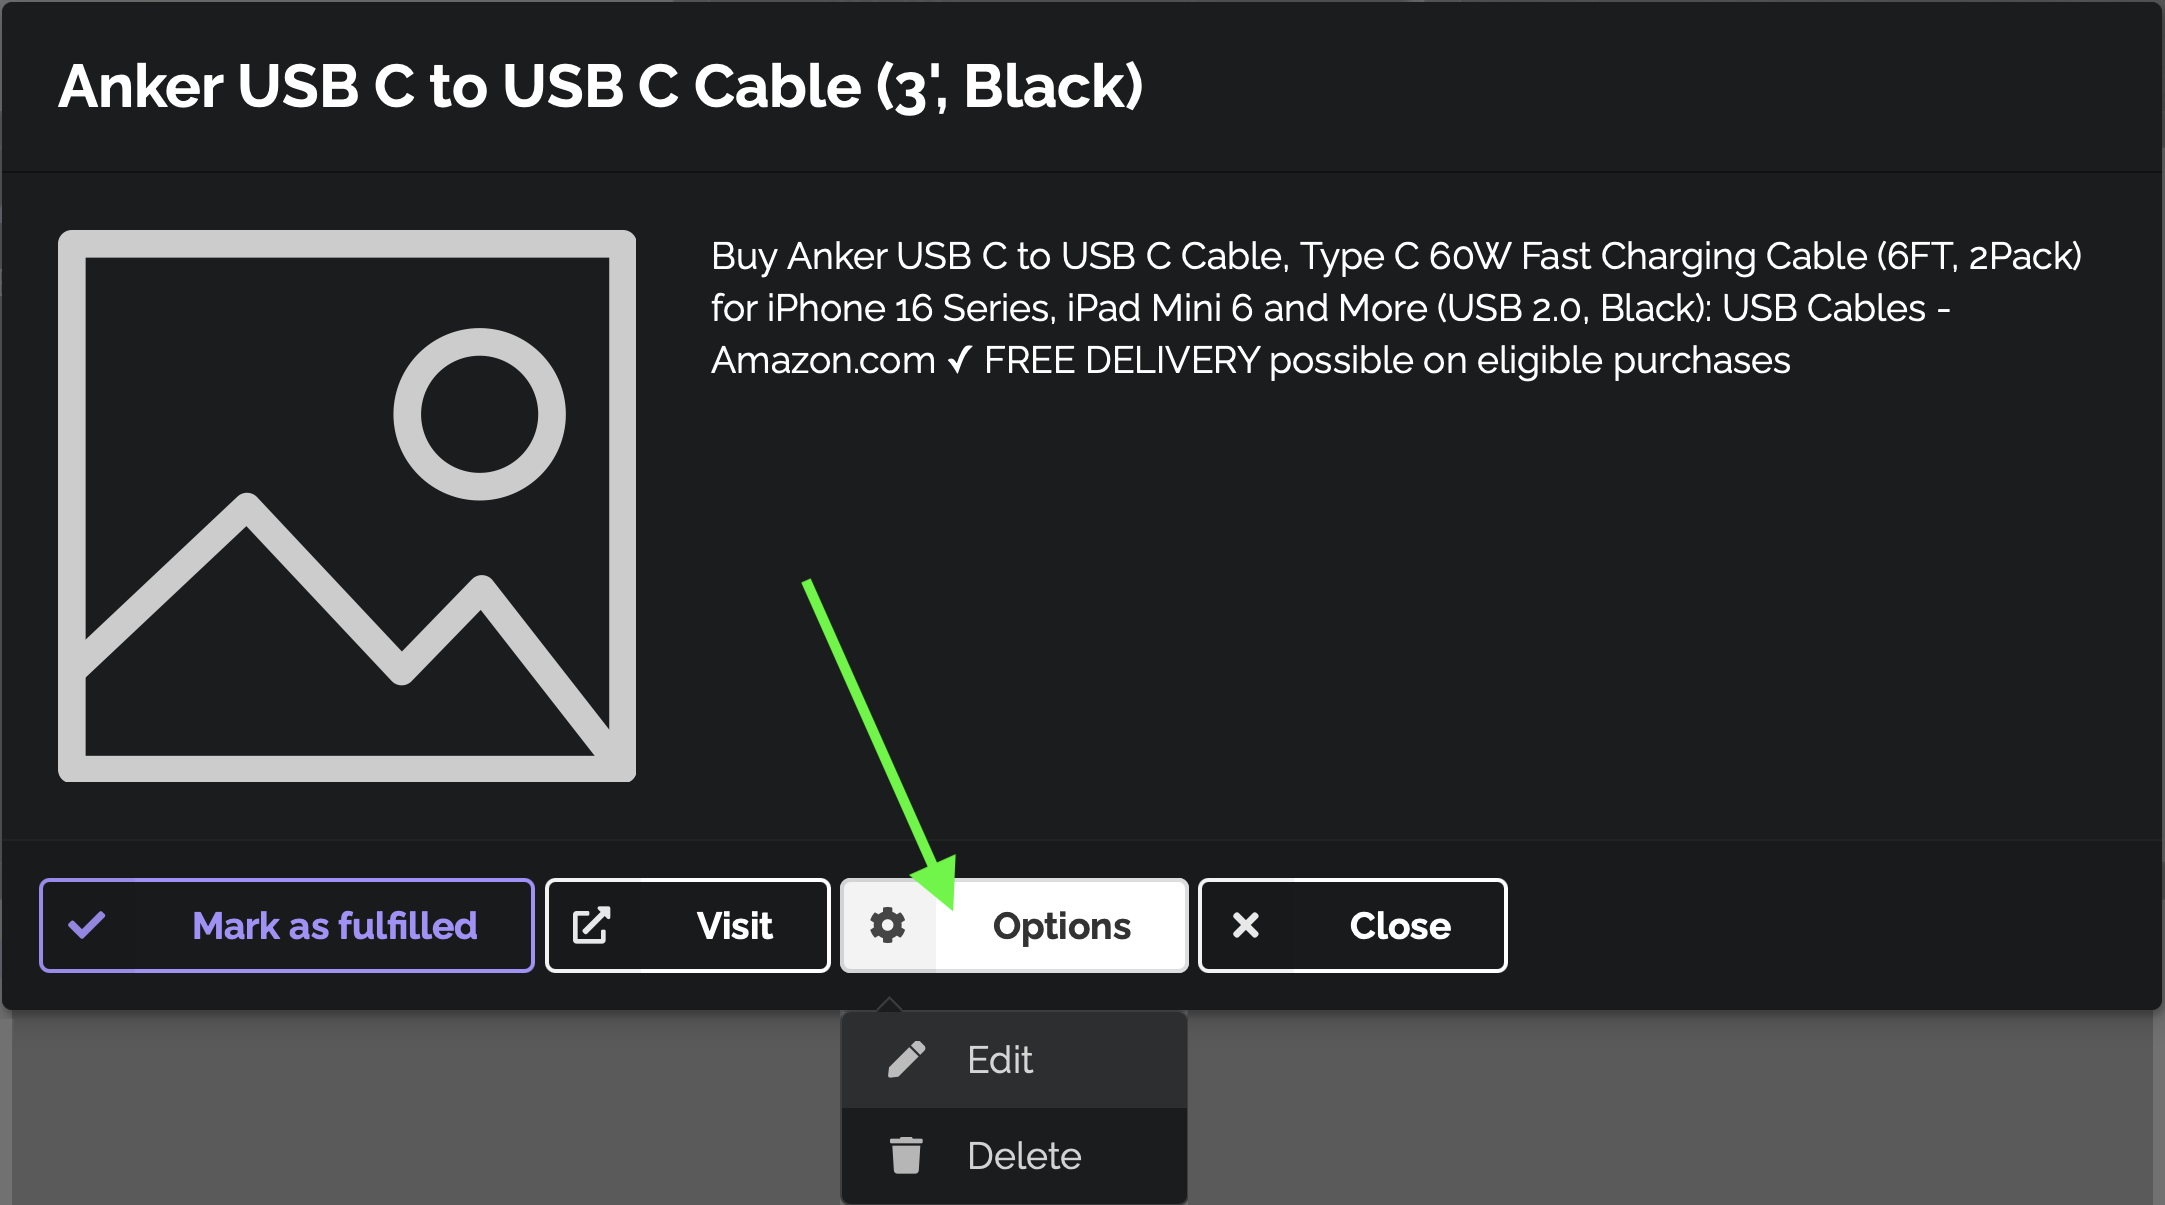 Anker USB C to USB C Cable (3', Black)
Buy Anker USB C to USB C Cable, Type C 60W Fast Charging Cable (6FT, 2Pack)
for iPhone 16 Series, iPad Mini 6 and More (USB 2.0, Black): USB Cables -
Amazon.com ✓ FREE DELIVERY possible on eligible purchases
Mark as fulfilled
Visit
Options
Close
Edit
Delete